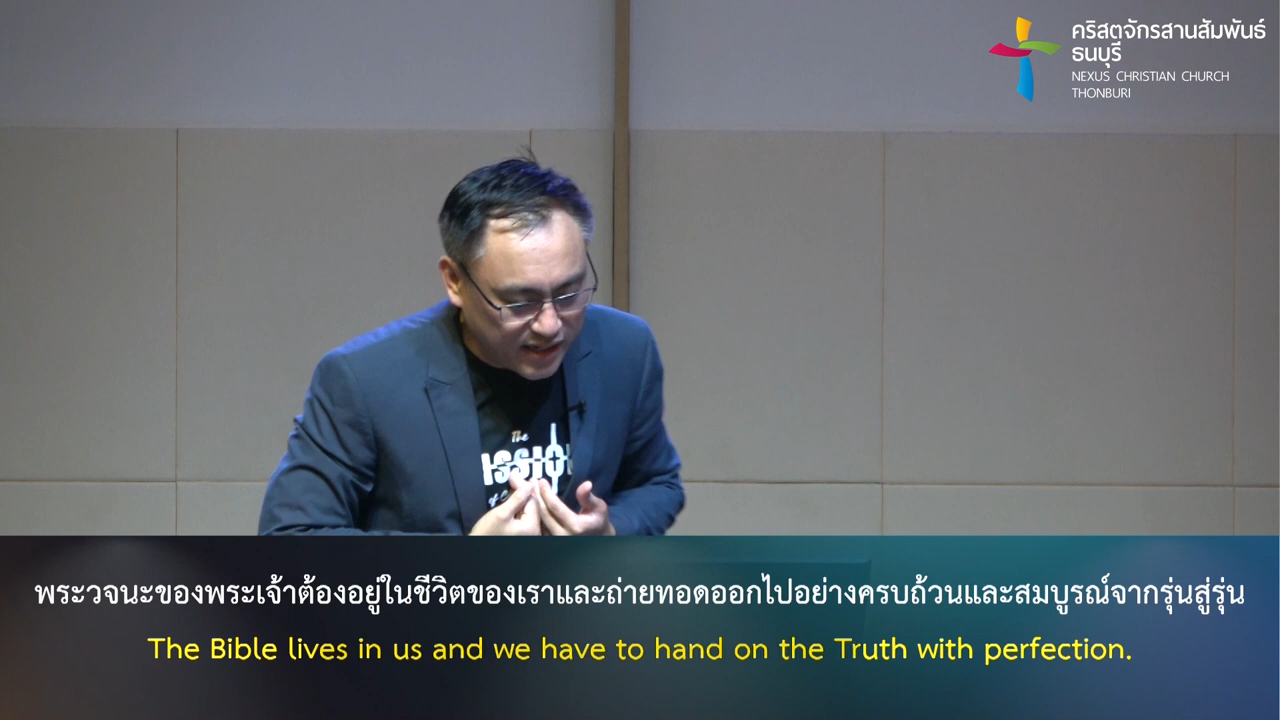 คริสตจักรสานสัมพันธ์
ธนบุรี
NEXUS CHRISTIAN CHURCH
THONBURI
The
of
พระวจนะของพระเจ้าต้องอยู่ในชีวิตของเราและถ่ายทอดออกไปอย่างครบถ้วนและสมบูรณ์จากรุ่นสู่รุ่น
The Bible lives in us and we have to hand on the Truth with perfection.